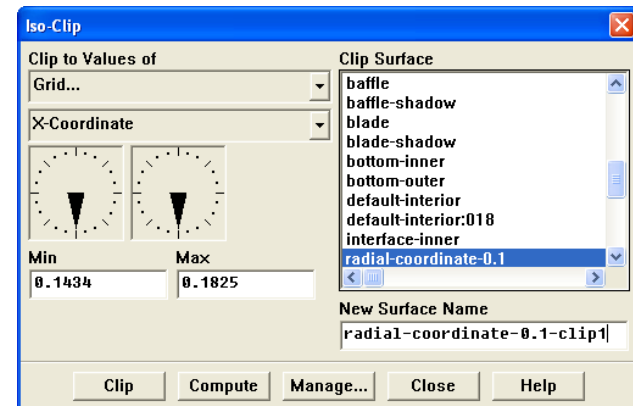 Iso-Clip
Clip to Values of
Grid...
X-Coordinate
Min
Max
0.1434
0.1825
Clip Surface
baffle
baffle-shadow
blade
blade-shadow
bottom-inner
bottom-outer
default-interior
default-interior:018
interface-inner
radial-coordinate-0.1
New Surface Name
radial-coordinate-0.1-clip1
Clip
Compute
Manage...
Close
Help